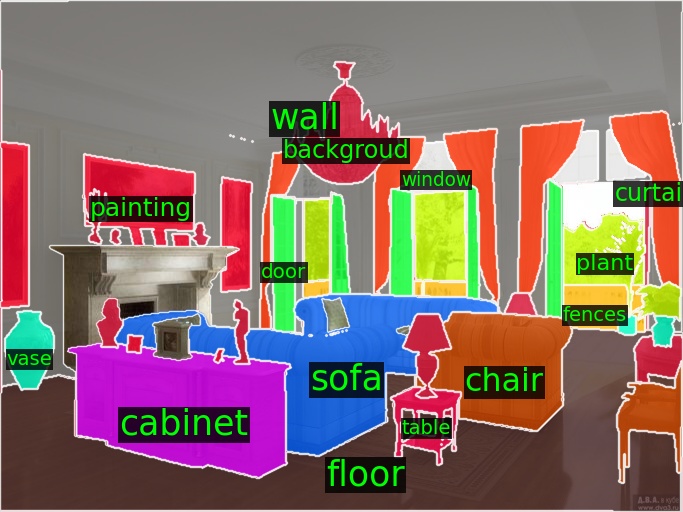 wall
backgroud
window
curtai
painting
door
plant
fences
vase
sofa
chair
cabinet
table
floor
Д.В.А.